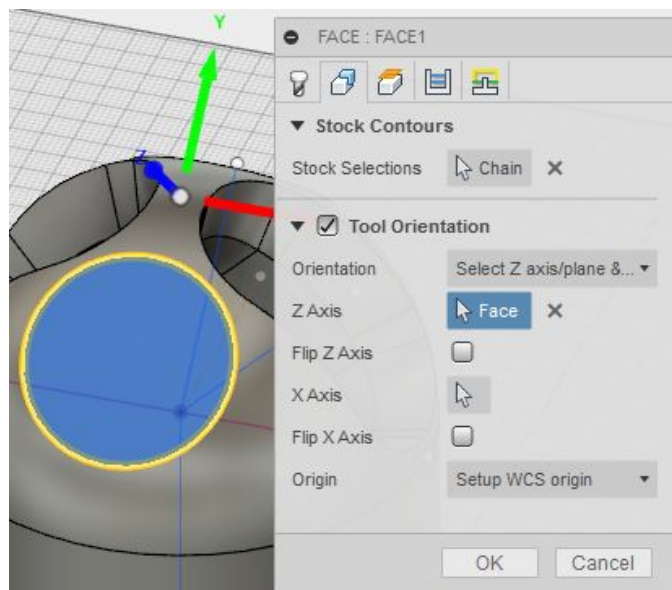 Y
Z
FACE : FACE1
Stock Contours
Stock Selections Chain
Tool Orientation
Orientation Select Z axis/plane &...
Z Axis Face
Flip Z Axis
X Axis
Flip X Axis
Origin Setup WCS origin
OK Cancel